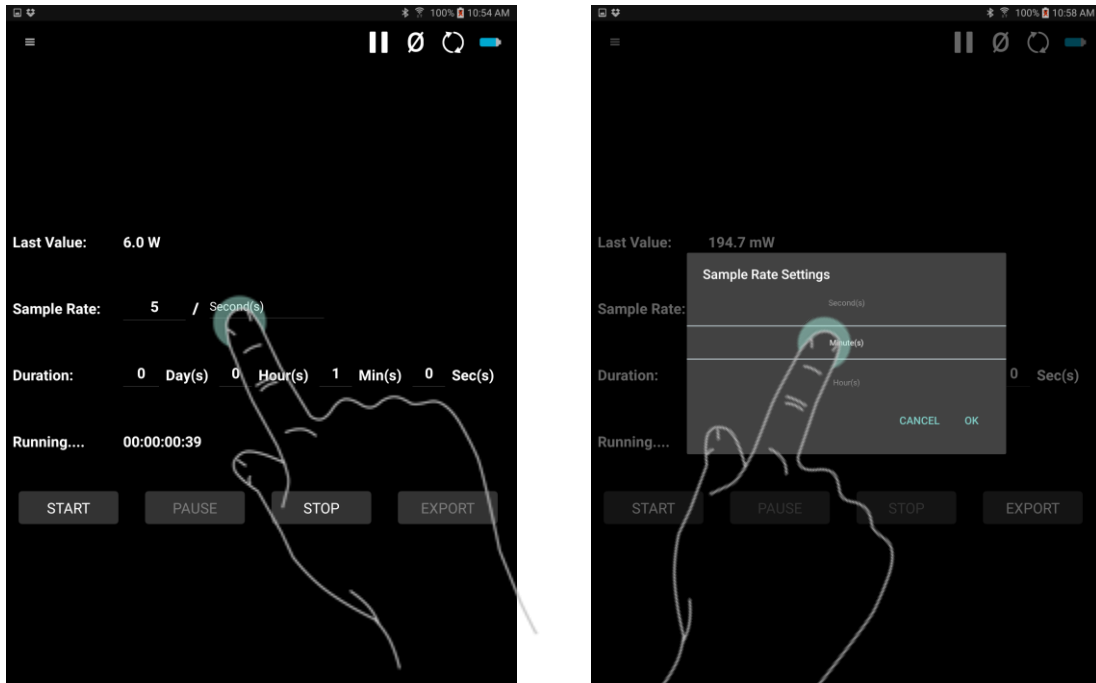 100% 10:54 AM
Last Value: 6.0 W
Sample Rate: 5 / Second(s)
Duration: 0 Day(s) 0 Hour(s) 1 Min(s) 0 Sec(s)
Running.... 00:00:00:39
START PAUSE STOP EXPORT
100% 10:58 AM
Last Value: 194.7 mW
Sample Rate Settings
Second(s)
Sample Rate:
Minute(s)
Duration: 0 Sec(s)
Hour(s)
CANCEL OK
Running....
START PAUSE STOP EXPORT